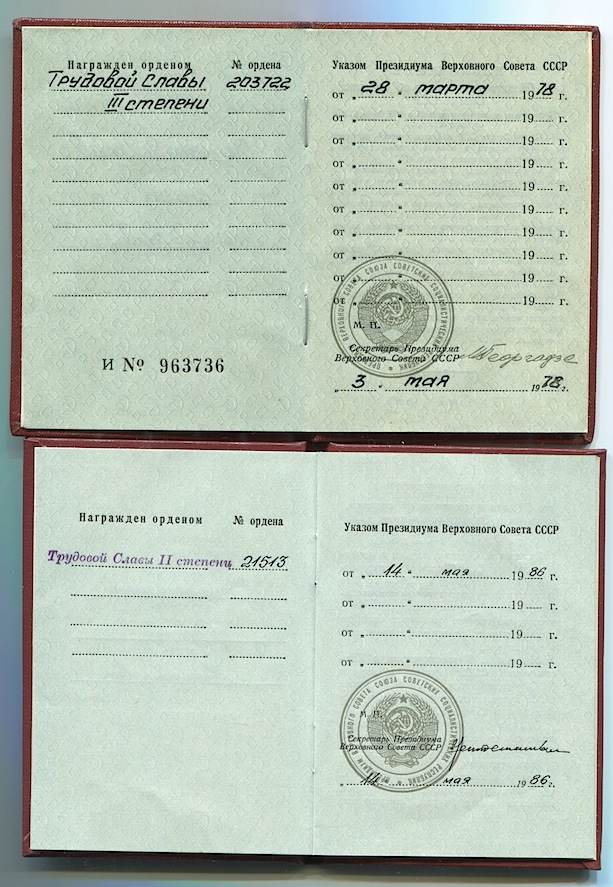 Награжден орденом № ордена
Трудовой Славы 203722
III степени
И № 963736
Указом Президиума Верховного Совета СССР
от „ 28 “ марта 1978 г.
от „ “ 19 г.
от „ “ 19 г.
от „ “ 19 г.
от „ “ 19 г.
от „ “ 19 г.
от „ “ 19 г.
от „ “ 19 г.
от „ “ 19 г.
от „ “ 19 г.
М. П.
Секретарь Президиума
Верховного Совета СССР МГеоргадзе
„ 3 “ мая 1978 г.
Награжден орденом № ордена
Трудовой Славы II степени 21513
Указом Президиума Верховного Совета СССР
от „ 14 “ мая 1986 г.
от „ “ 19 г.
от „ “ 19 г.
от „ “ 19 г.
М. П.
Секретарь Президиума
Верховного Совета СССР
„ 14 “ мая 1986 г.